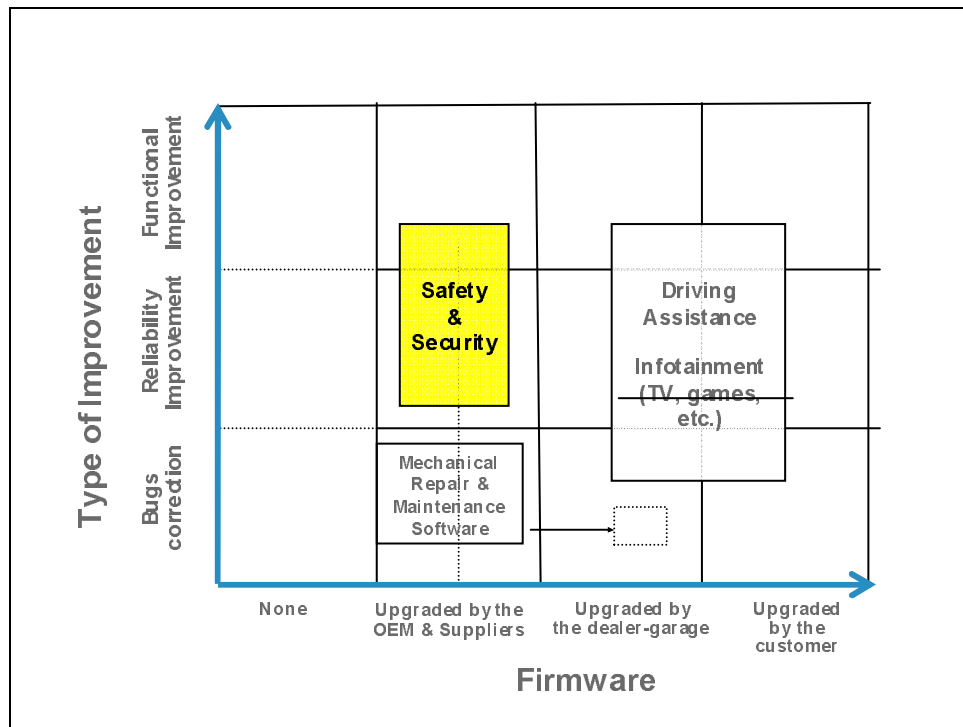 Type of Improvement
Functional
Improvement
Reliability
Improvement
Bugs
correction
Safety
&
Security
Driving
Assistance
Infotainment
(TV, games,
etc.)
Mechanical
Repair &
Maintenance
Software
None
Upgraded by the
OEM & Suppliers
Upgraded by
the dealer-garage
Upgraded
by the
customer
Firmware